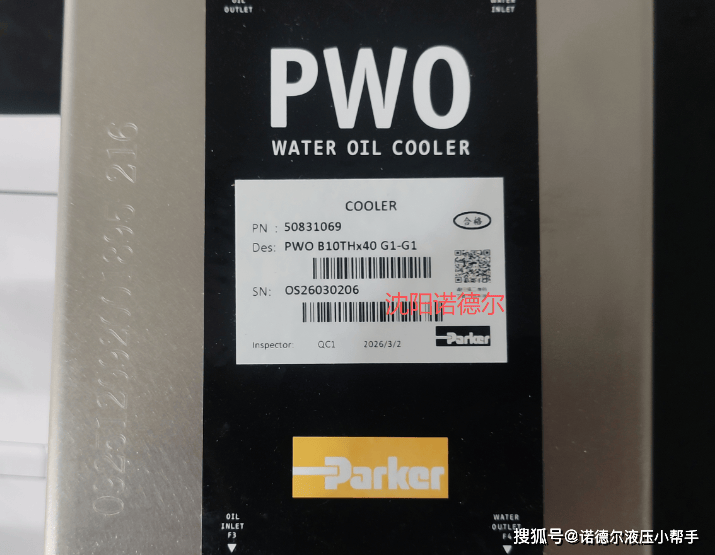 OIL
OUTLET
WATER
INLET
PWO
WATER OIL COOLER
COOLER
PN : 50831069
合格
Des: PWO B10THx40 G1-G1
SN: OS26030206
沈阳诺德尔
Inspector: QC1 2026/3/2
Parker
Parker
OIL
INLET
F3
WATER
OUTLET
F4
搜狐号@诺德尔液压小帮手